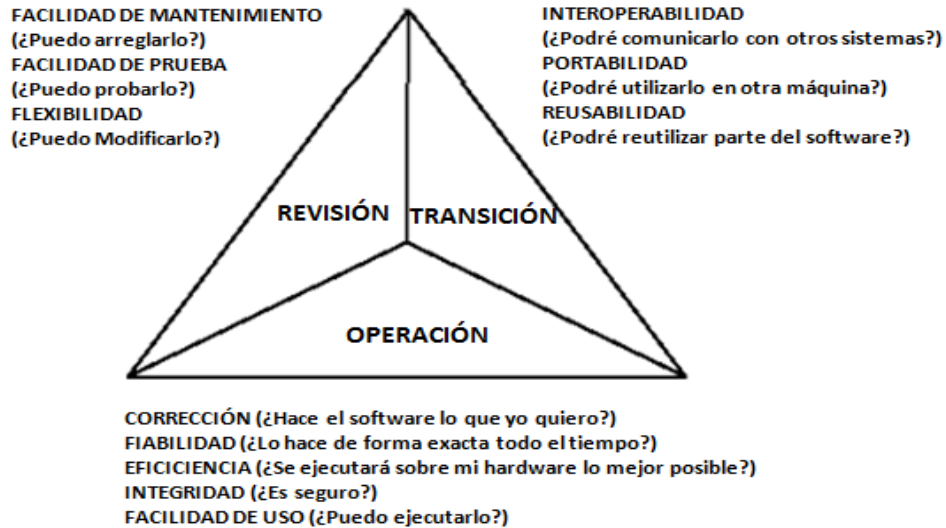 FACILIDAD DE MANTENIMIENTO
(¿Puedo arreglarlo?)
FACILIDAD DE PRUEBA
(¿Puedo probarlo?)
FLEXIBILIDAD
(¿Puedo Modificarlo?)
INTEROPERABILIDAD
(¿Podré comunicarlo con otros sistemas?)
PORTABILIDAD
(¿Podré utilizarlo en otra máquina?)
REUSABILIDAD
(¿Podré reutilizar parte del software?)
REVISIÓN
TRANSICIÓN
OPERACIÓN
CORRECCIÓN (¿Hace el software lo que yo quiero?)
FIABILIDAD (¿Lo hace de forma exacta todo el tiempo?)
EFICICIENCIA (¿Se ejecutará sobre mi hardware lo mejor posible?)
INTEGRIDAD (¿Es seguro?)
FACILIDAD DE USO (¿Puedo ejecutarlo?)